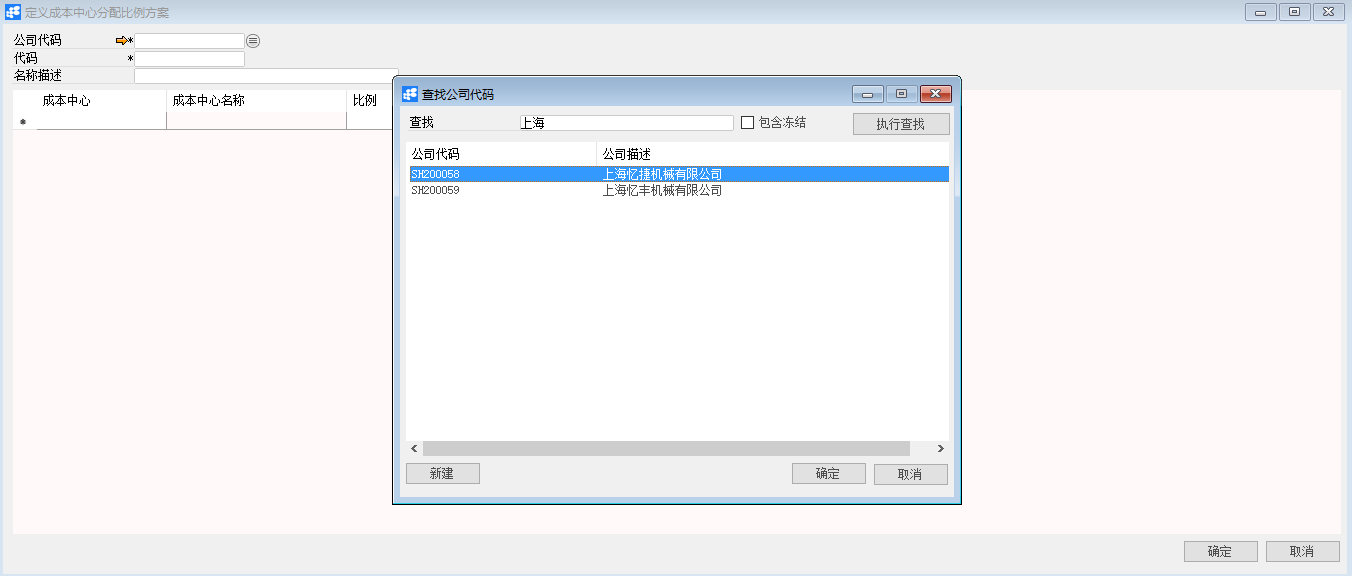 定义成本中心分配比例方案
公司代码 *
代码 *
名称描述
成本中心 成本中心名称 比例
*
查找公司代码
查找 上海 包含冻结 执行查找
公司代码 公司描述
SH200058 上海忆捷机械有限公司
SH200059 上海忆丰机械有限公司
新建 确定 取消
确定 取消